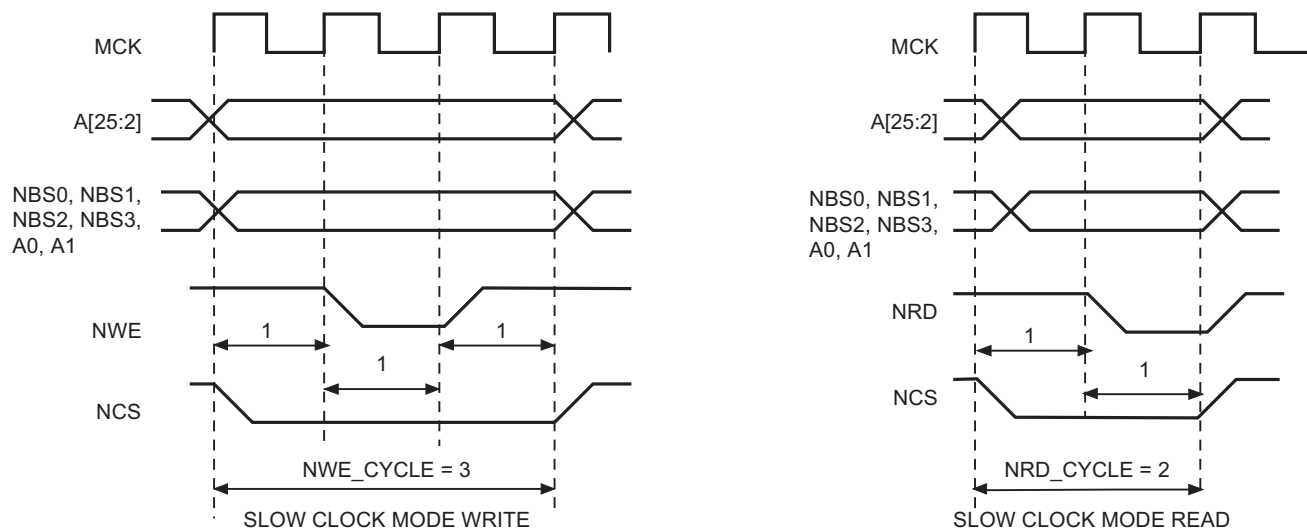 MCK
A[25:2]
NBS0, NBS1,
NBS2, NBS3,
A0, A1
NWE
1
1
1
NCS
NWE_CYCLE = 3
SLOW CLOCK MODE WRITE
MCK
A[25:2]
NBS0, NBS1,
NBS2, NBS3,
A0, A1
NRD
1
1
NCS
NRD_CYCLE = 2
SLOW CLOCK MODE READ